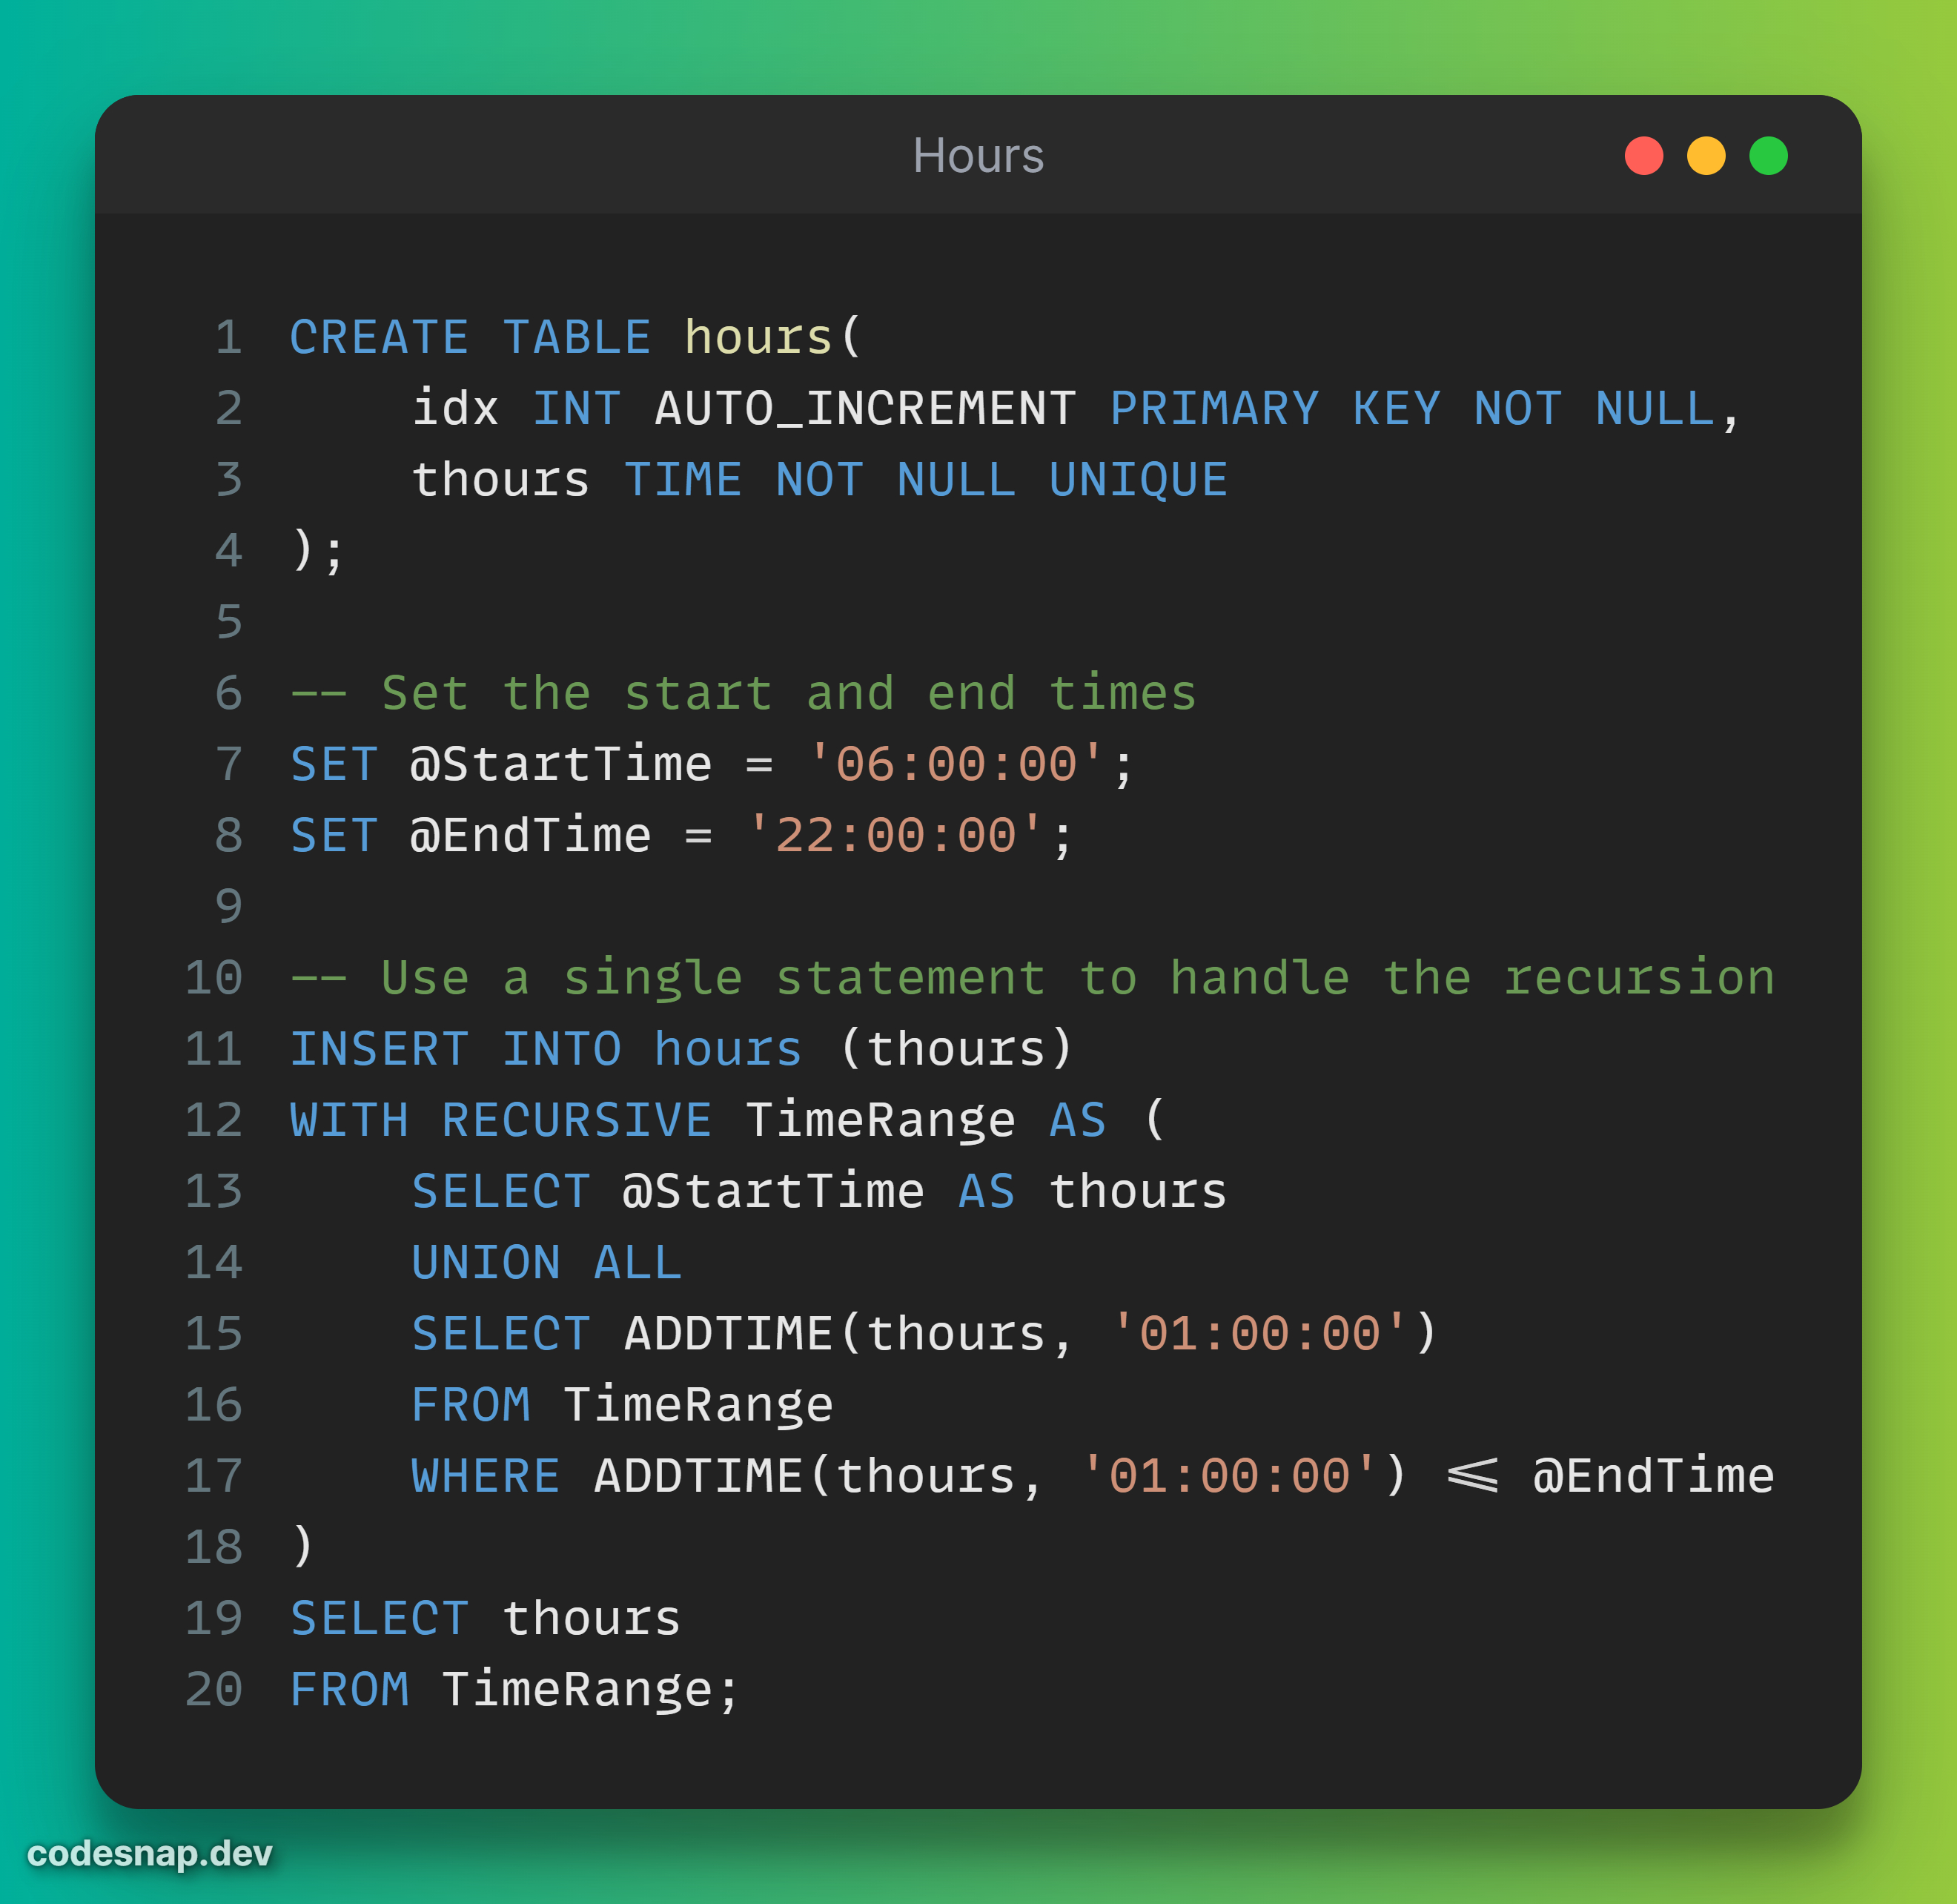 Hours
1 CREATE TABLE hours(
2     idx INT AUTO_INCREMENT PRIMARY KEY NOT NULL,
3     thours TIME NOT NULL UNIQUE
4 );
5
6 -- Set the start and end times
7 SET @StartTime = '06:00:00';
8 SET @EndTime = '22:00:00';
9
10 -- Use a single statement to handle the recursion
11 INSERT INTO hours (thours)
12 WITH RECURSIVE TimeRange AS (
13     SELECT @StartTime AS thours
14     UNION ALL
15     SELECT ADDTIME(thours, '01:00:00')
16     FROM TimeRange
17     WHERE ADDTIME(thours, '01:00:00') <= @EndTime
18 )
19 SELECT thours
20 FROM TimeRange;
codesnap.dev